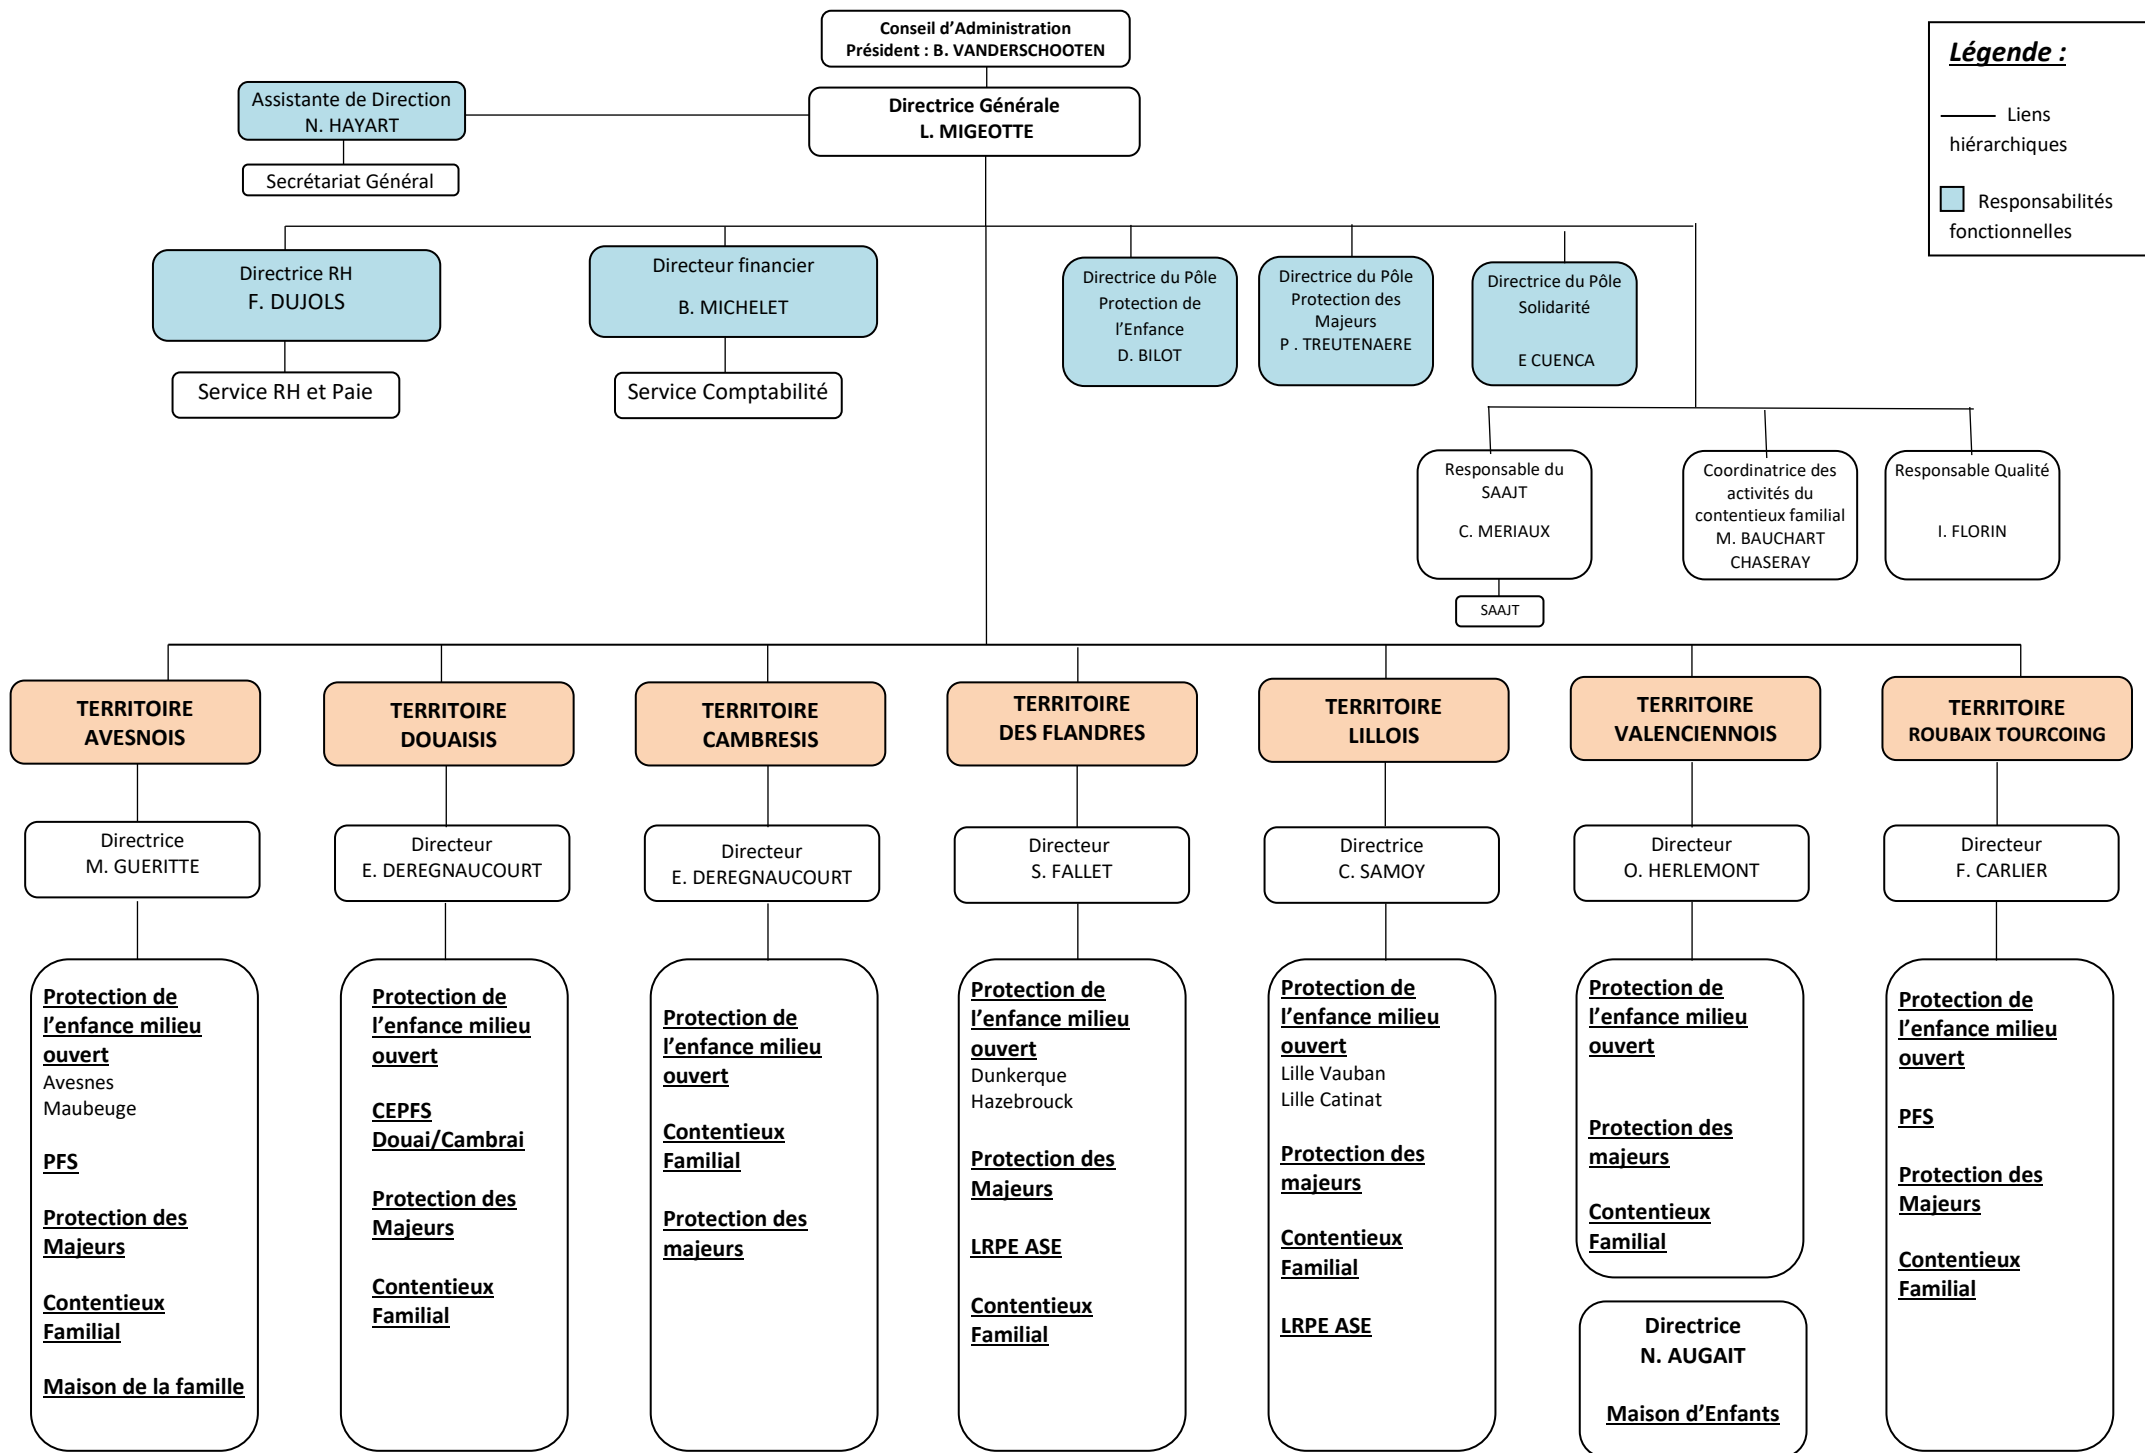 Conseil d'Administration
Président : B. VANDERSCHOOTEN
Légende :
Liens
hiérarchiques
Responsabilités
fonctionnelles
Assistante de Direction
N. HAYART
Directrice Générale
L. MIGEOTTE
Secrétariat Général
Directrice RH
F. DUJOLS
Directeur financier
B. MICHELET
Directrice du Pôle
Protection de
l'Enfance
D. BILOT
Directrice du Pôle
Protection des
Majeurs
P . TREUTENAERE
Directrice du Pôle
Solidarité
E CUENCA
Service RH et Paie
Service Comptabilité
Responsable du
SAAJT
C. MERIAUX
Coordinatrice des
activités du
contentieux familial
M. BAUCHART
CHASERAY
Responsable Qualité
I. FLORIN
SAAJT
TERRITOIRE
AVESNOIS
TERRITOIRE
DOUAISIS
TERRITOIRE
CAMBRESIS
TERRITOIRE
DES FLANDRES
TERRITOIRE
LILLOIS
TERRITOIRE
VALENCIENNOIS
TERRITOIRE
ROUBAIX TOURCOING
Directrice
M. GUERITTE
Directeur
E. DEREGNAUCOURT
Directeur
E. DEREGNAUCOURT
Directeur
S. FALLET
Directrice
C. SAMOY
Directeur
O. HERLEMONT
Directeur
F. CARLIER
Protection de
l'enfance milieu
ouvert
Avesnes
Maubeuge
PFS
Protection des
Majeurs
Contentieux
Familial
Maison de la famille
Protection de
l'enfance milieu
ouvert
CEPFS
Douai/Cambrai
Protection des
Majeurs
Contentieux
Familial
Protection de
l'enfance milieu
ouvert
Contentieux
Familial
Protection des
majeurs
Protection de
l'enfance milieu
ouvert
Dunkerque
Hazebrouck
Protection des
Majeurs
LRPE ASE
Contentieux
Familial
Protection de
l'enfance milieu
ouvert
Lille Vauban
Lille Catinat
Protection des
majeurs
Contentieux
Familial
LRPE ASE
Protection de
l'enfance milieu
ouvert
Protection des
majeurs
Contentieux
Familial
Directrice
N. AUGAIT
Maison d'Enfants
Protection de
l'enfance milieu
ouvert
PFS
Protection des
Majeurs
Contentieux
Familial